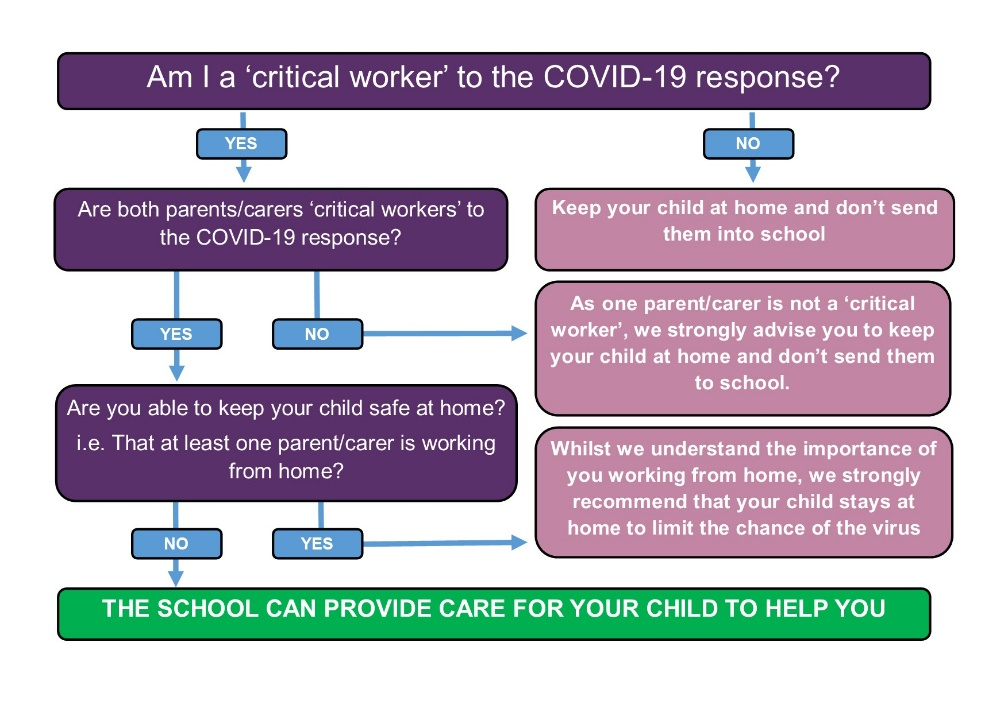 Am I a ‘critical worker’ to the COVID-19 response?
YES
NO
Are both parents/carers ‘critical workers’ to
the COVID-19 response?
Keep your child at home and don’t send
them into school
YES
NO
As one parent/carer is not a ‘critical
worker’, we strongly advise you to keep
your child at home and don’t send them
to school.
Are you able to keep your child safe at home?
i.e. That at least one parent/carer is working
from home?
Whilst we understand the importance of
you working from home, we strongly
recommend that your child stays at
home to limit the chance of the virus
NO
YES
THE SCHOOL CAN PROVIDE CARE FOR YOUR CHILD TO HELP YOU